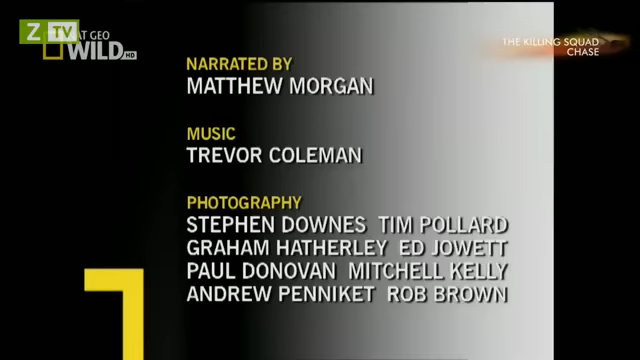 Z TV
AT GEO
WILD HD
THE KILLING SQUAD
CHASE
NARRATED BY
MATTHEW MORGAN
MUSIC
TREVOR COLEMAN
PHOTOGRAPHY
STEPHEN DOWNES TIM POLLARD
GRAHAM HATHERLEY ED JOWETT
PAUL DONOVAN MITCHELL KELLY
ANDREW PENNIKET ROB BROWN